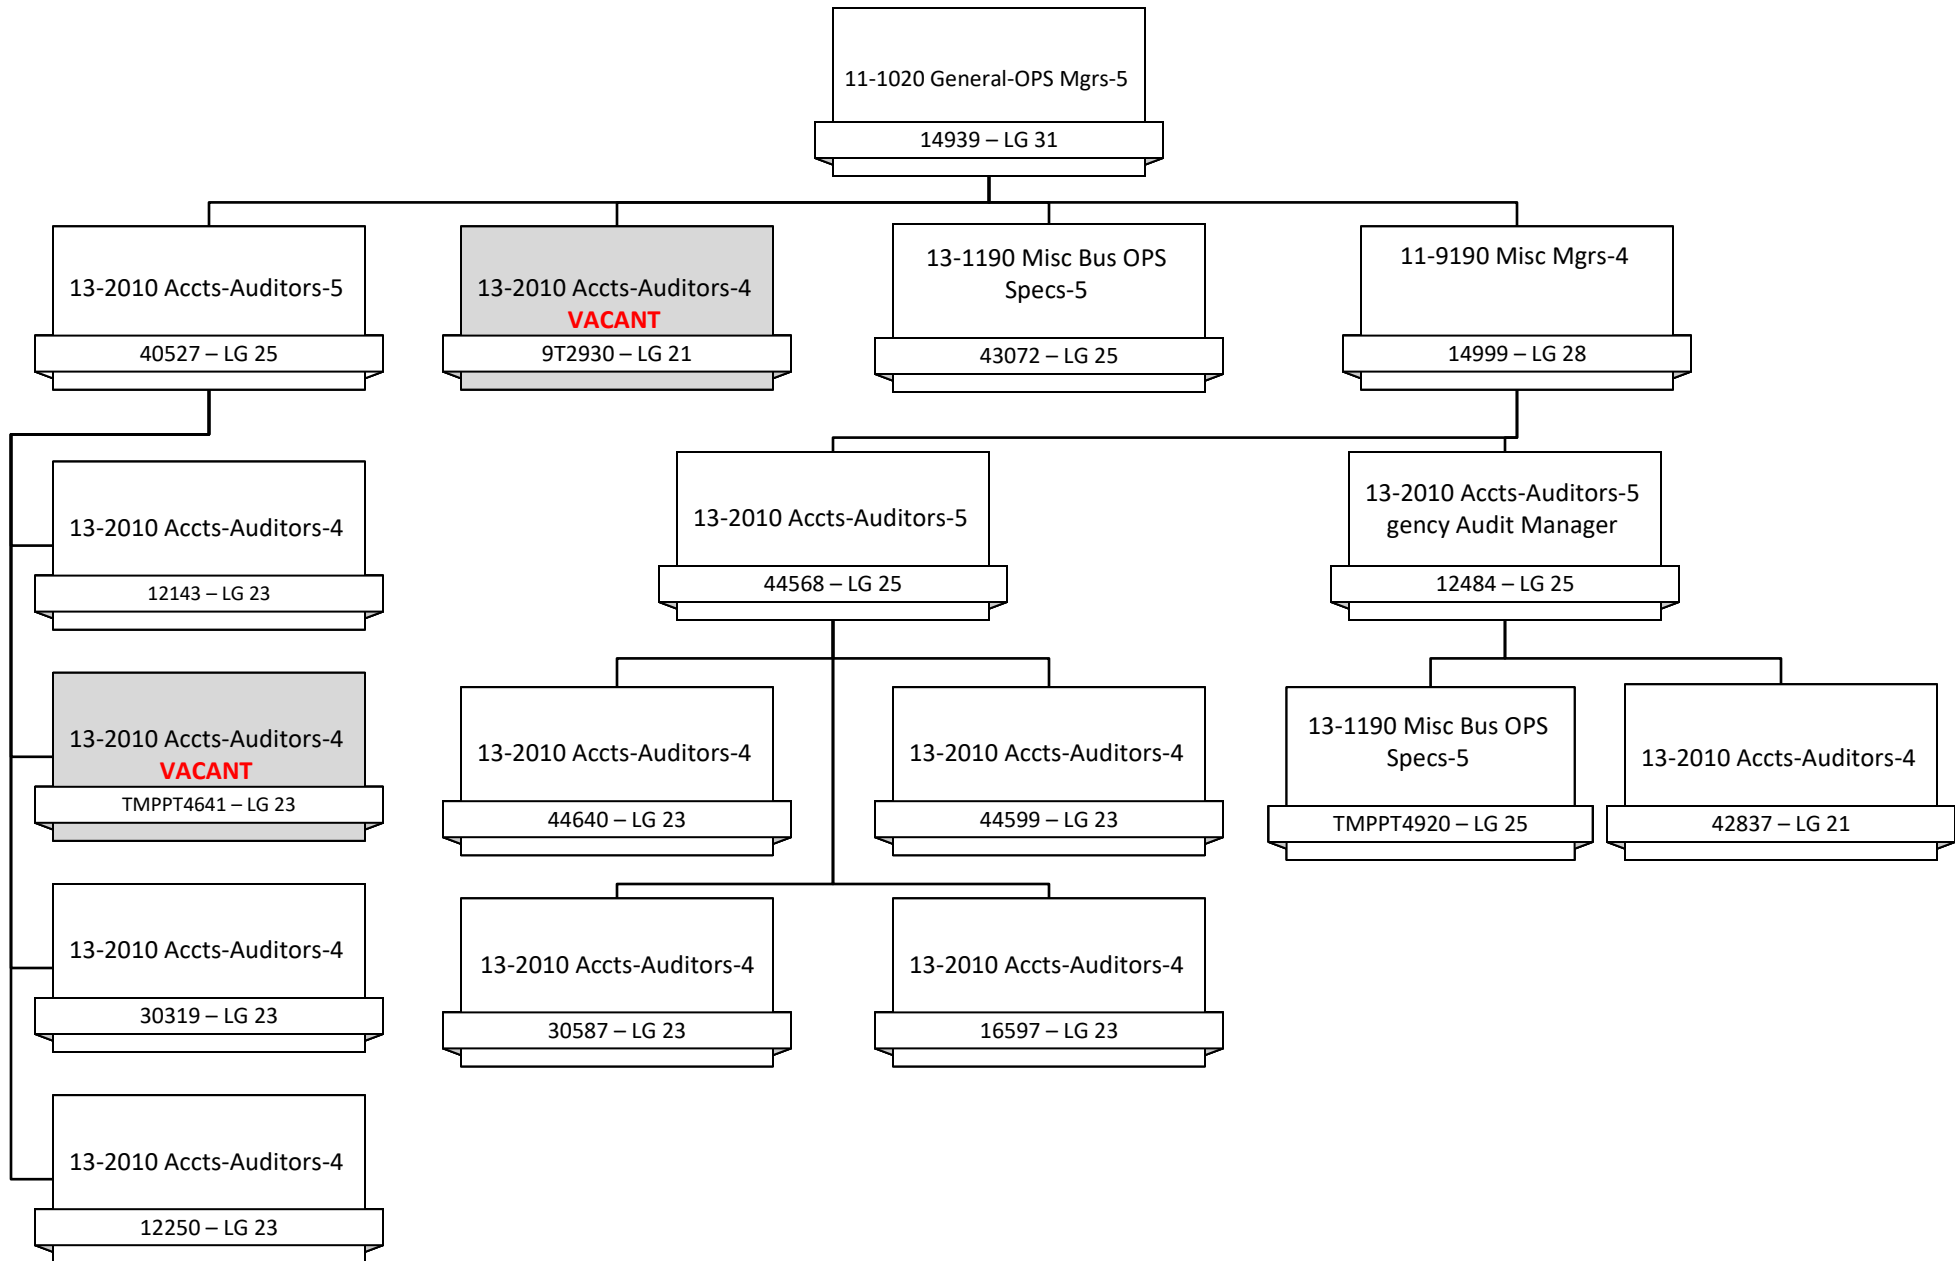 11-1020 General-OPS Mgrs-5
14939 – LG 31
13-2010 Accts-Auditors-5
40527 – LG 25
13-2010 Accts-Auditors-4
VACANT
9T2930 – LG 21
13-1190 Misc Bus OPS
Specs-5
43072 – LG 25
11-9190 Misc Mgrs-4
14999 – LG 28
13-2010 Accts-Auditors-4
12143 – LG 23
13-2010 Accts-Auditors-5
44568 – LG 25
13-2010 Accts-Auditors-5
gency Audit Manager
12484 – LG 25
13-2010 Accts-Auditors-4
VACANT
TMPPT4641 – LG 23
13-2010 Accts-Auditors-4
44640 – LG 23
13-2010 Accts-Auditors-4
44599 – LG 23
13-1190 Misc Bus OPS
Specs-5
TMPPT4920 – LG 25
13-2010 Accts-Auditors-4
42837 – LG 21
13-2010 Accts-Auditors-4
30319 – LG 23
13-2010 Accts-Auditors-4
30587 – LG 23
13-2010 Accts-Auditors-4
16597 – LG 23
13-2010 Accts-Auditors-4
12250 – LG 23